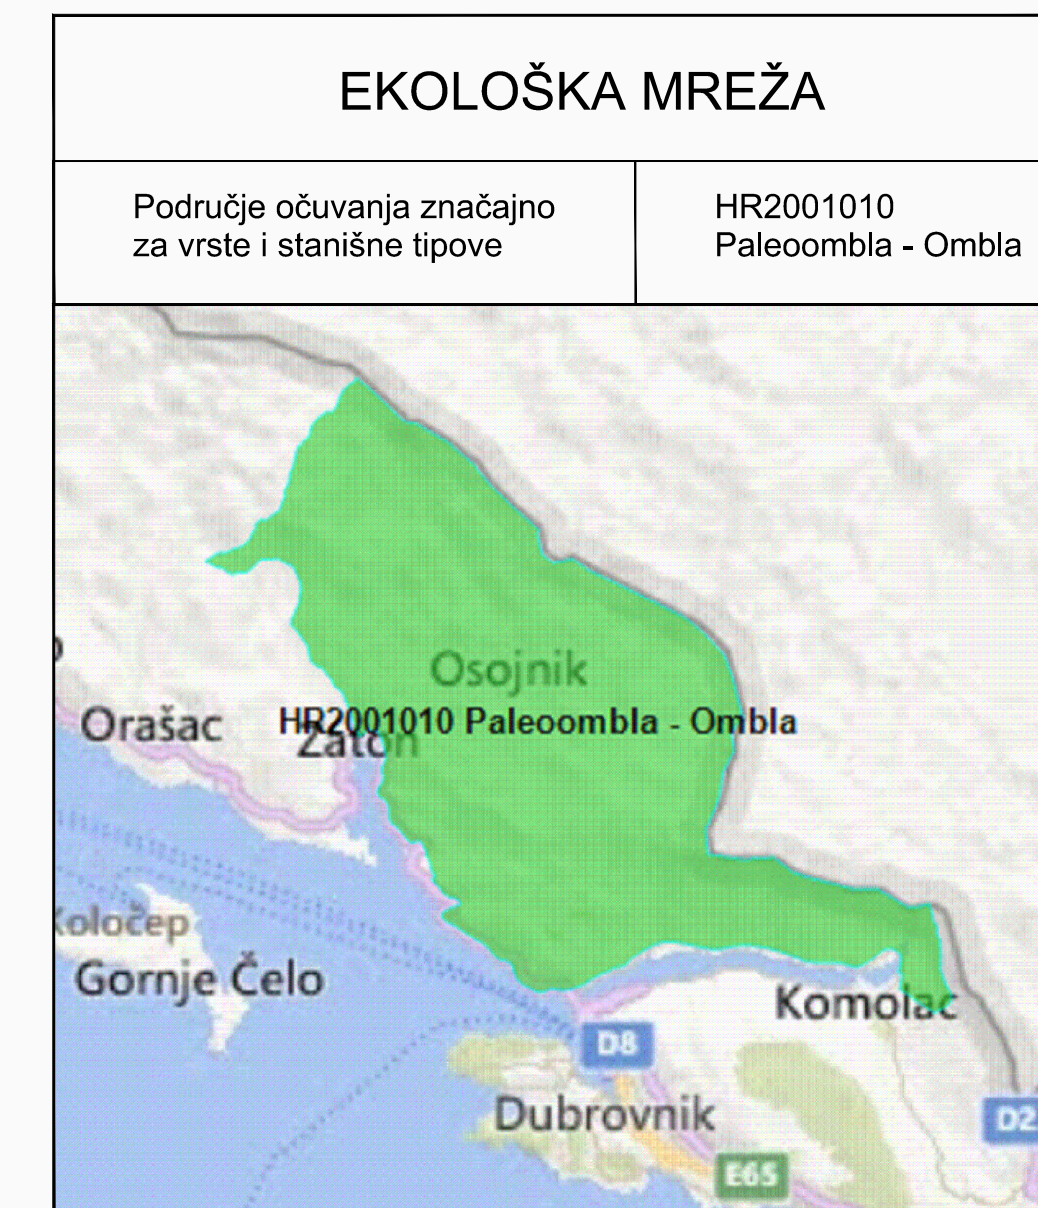 EKOLOŠKA MREŽA
Područje očuvanja značajno
za vrste i stanišne tipove
HR2001010
Paleoombla - Ombla
Osojnik
HR2001010 Paleoombla - Ombla
Orašac
Zaton
Koločep
Gornje Čelo
Komolac
D8
Dubrovnik
D2
E65